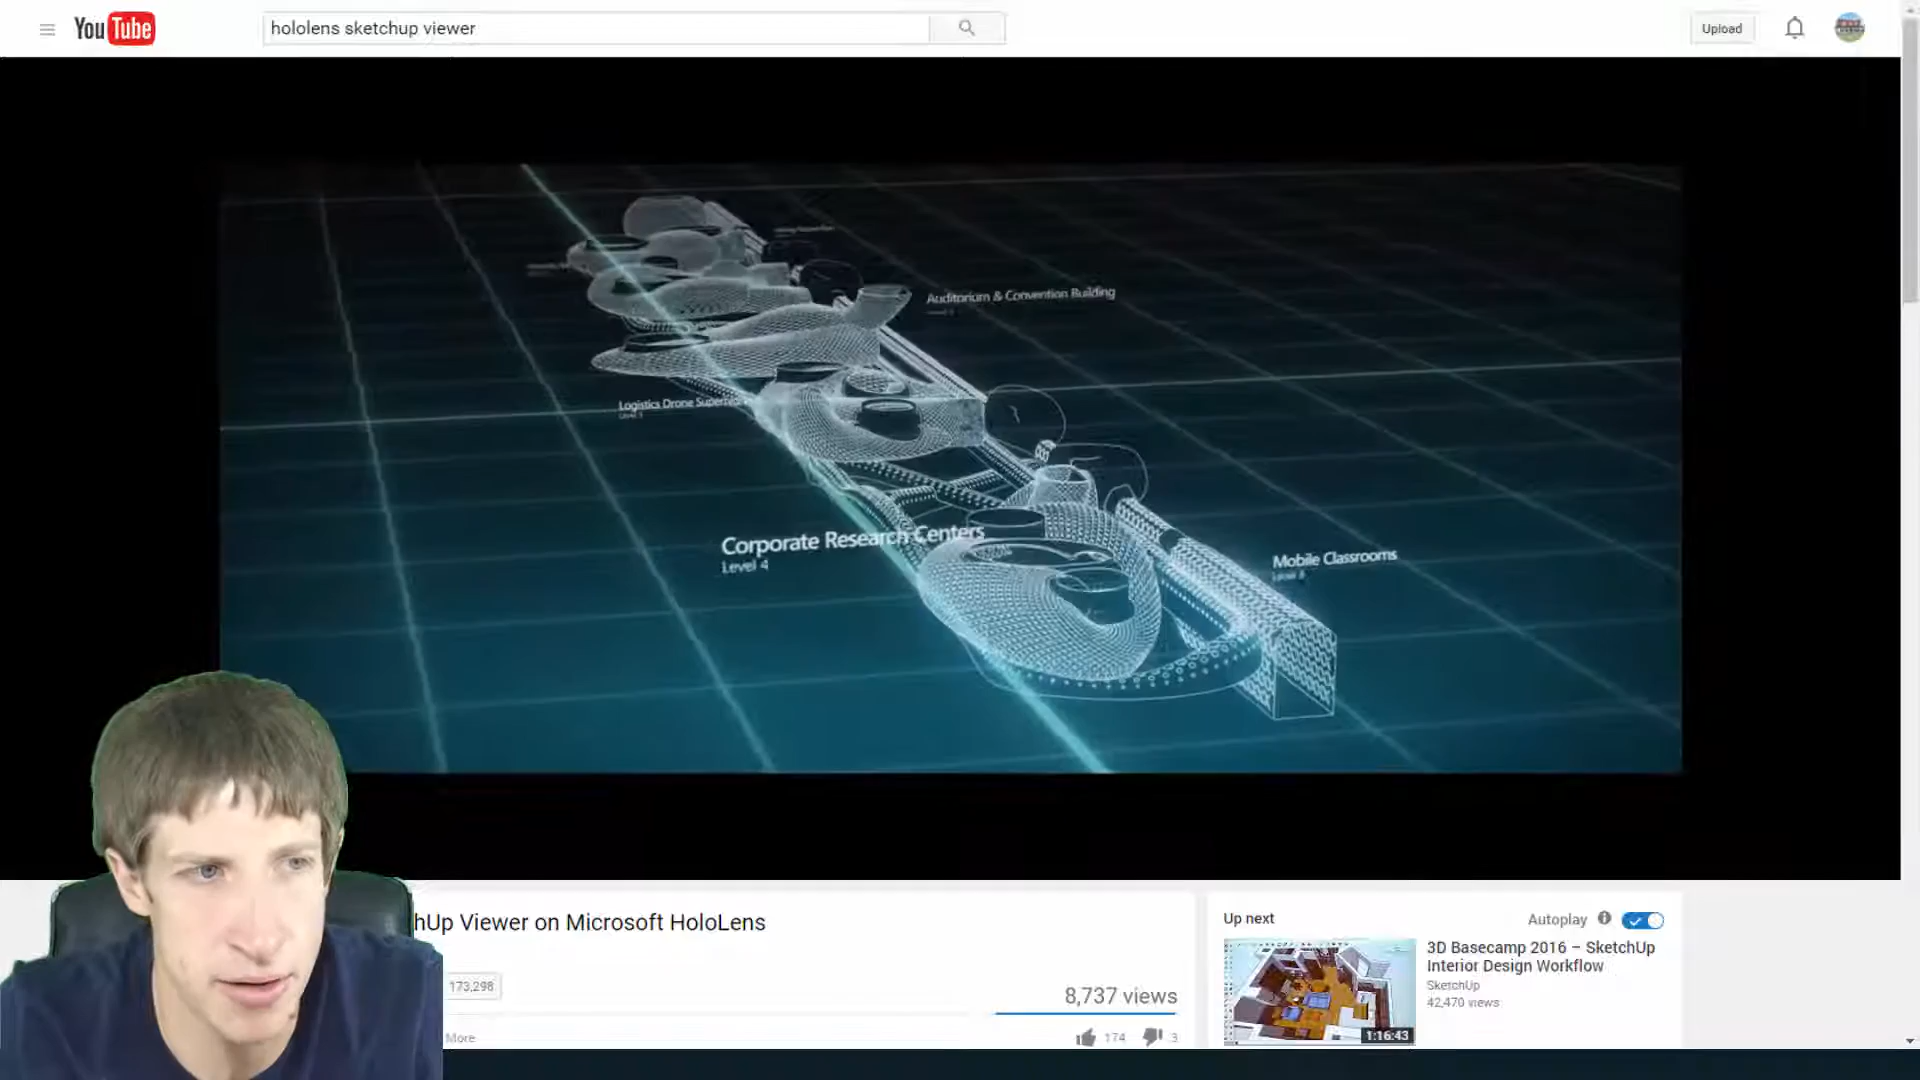 YouTube
hololens sketchup viewer
Upload
Auditorium & Convention Building
Logistics Drone
Corporate Research Centers
Level 4
Mobile Classrooms
hUp Viewer on Microsoft HoloLens
173,298
8,737 views
More
174
3
Up next
Autoplay
3D Basecamp 2016 – SketchUp
Interior Design Workflow
SketchUp
42,470 views
1:16:43